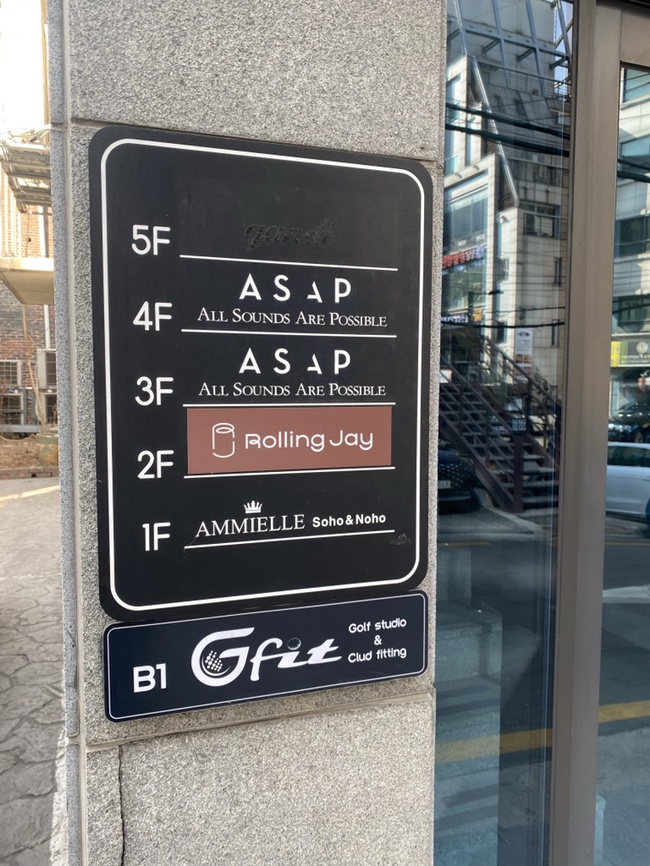 5F
ASAP
4F
ALL SOUNDS ARE POSSIBLE
ASAP
3F
ALL SOUNDS ARE POSSIBLE
Rolling Jay
2F
1F
AMMIELLE Soho & Noho
B1
Gfit
Golf studio
&
Clud fitting